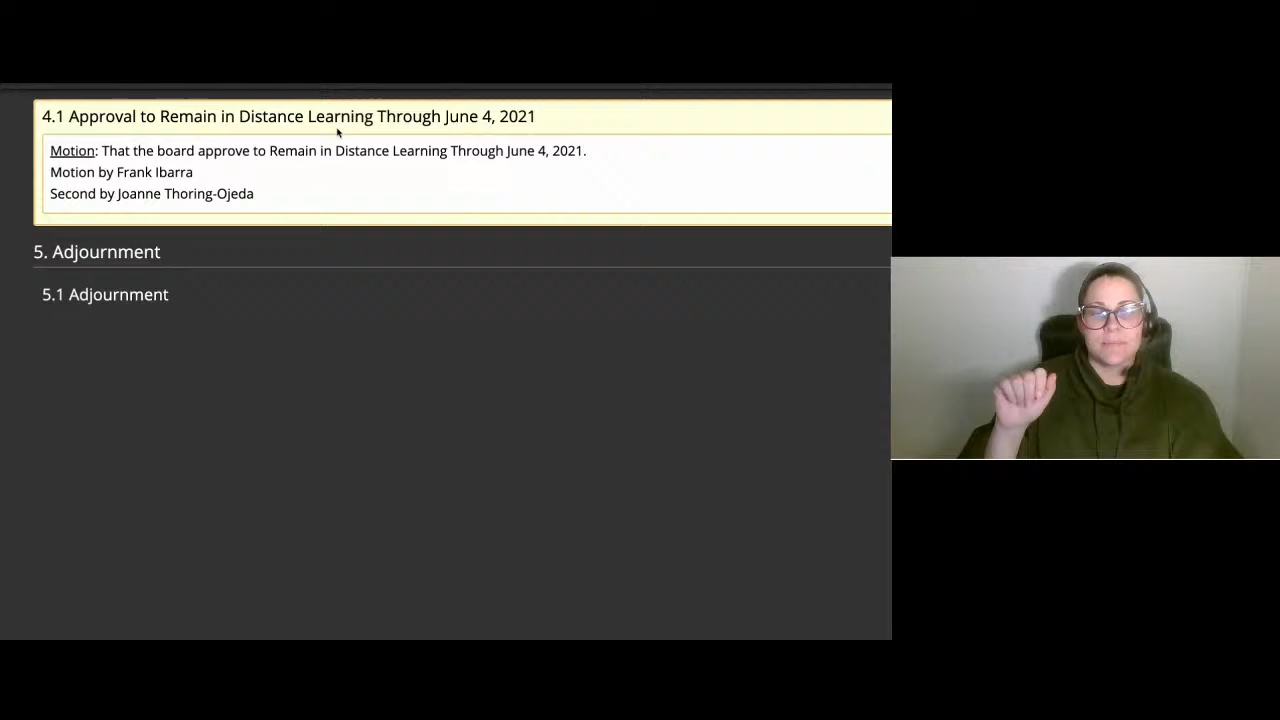 4.1 Approval to Remain in Distance Learning Through June 4, 2021
Motion: That the board approve to Remain in Distance Learning Through June 4, 2021.
Motion by Frank Ibarra
Second by Joanne Thoring-Ojeda
5. Adjournment
5.1 Adjournment